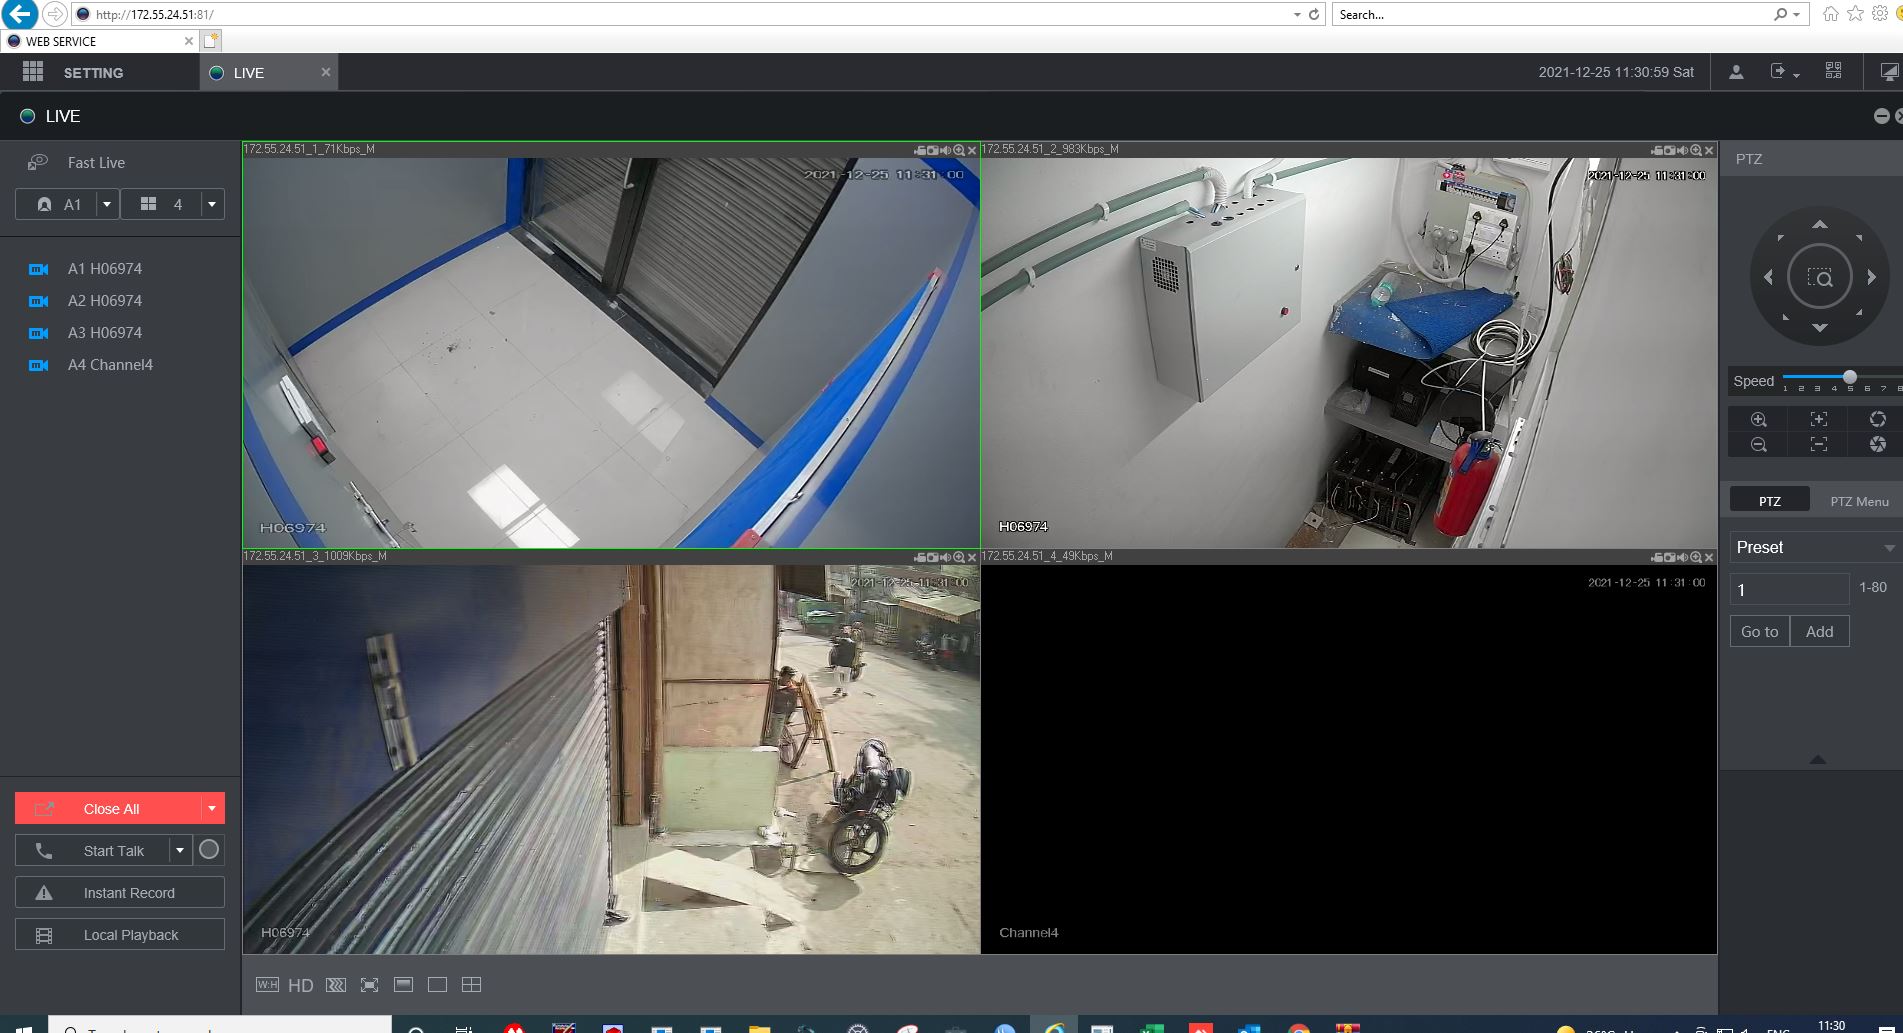 http://172.55.24.51:81/
Search...
WEB SERVICE
SETTING
LIVE
2021-12-25 11:30:59 Sat
LIVE
Fast Live
A1
4
A1 H06974
A2 H06974
A3 H06974
A4 Channel4
Close All
Start Talk
Instant Record
Local Playback
172.55.24.51_1_71Kbps_M
2021-12-25 11:31:00
H06974
172.55.24.51_2_983Kbps_M
2021-12-25 11:31:00
H06974
172.55.24.51_3_1009Kbps_M
2021-12-25 11:31:00
H06974
172.55.24.51_4_49Kbps_M
2021-12-25 11:31:00
Channel4
W:H
HD
PTZ
Speed
1 2 3 4 5 6 7 8
PTZ
PTZ Menu
Preset
1
1-80
Go to
Add
11:30